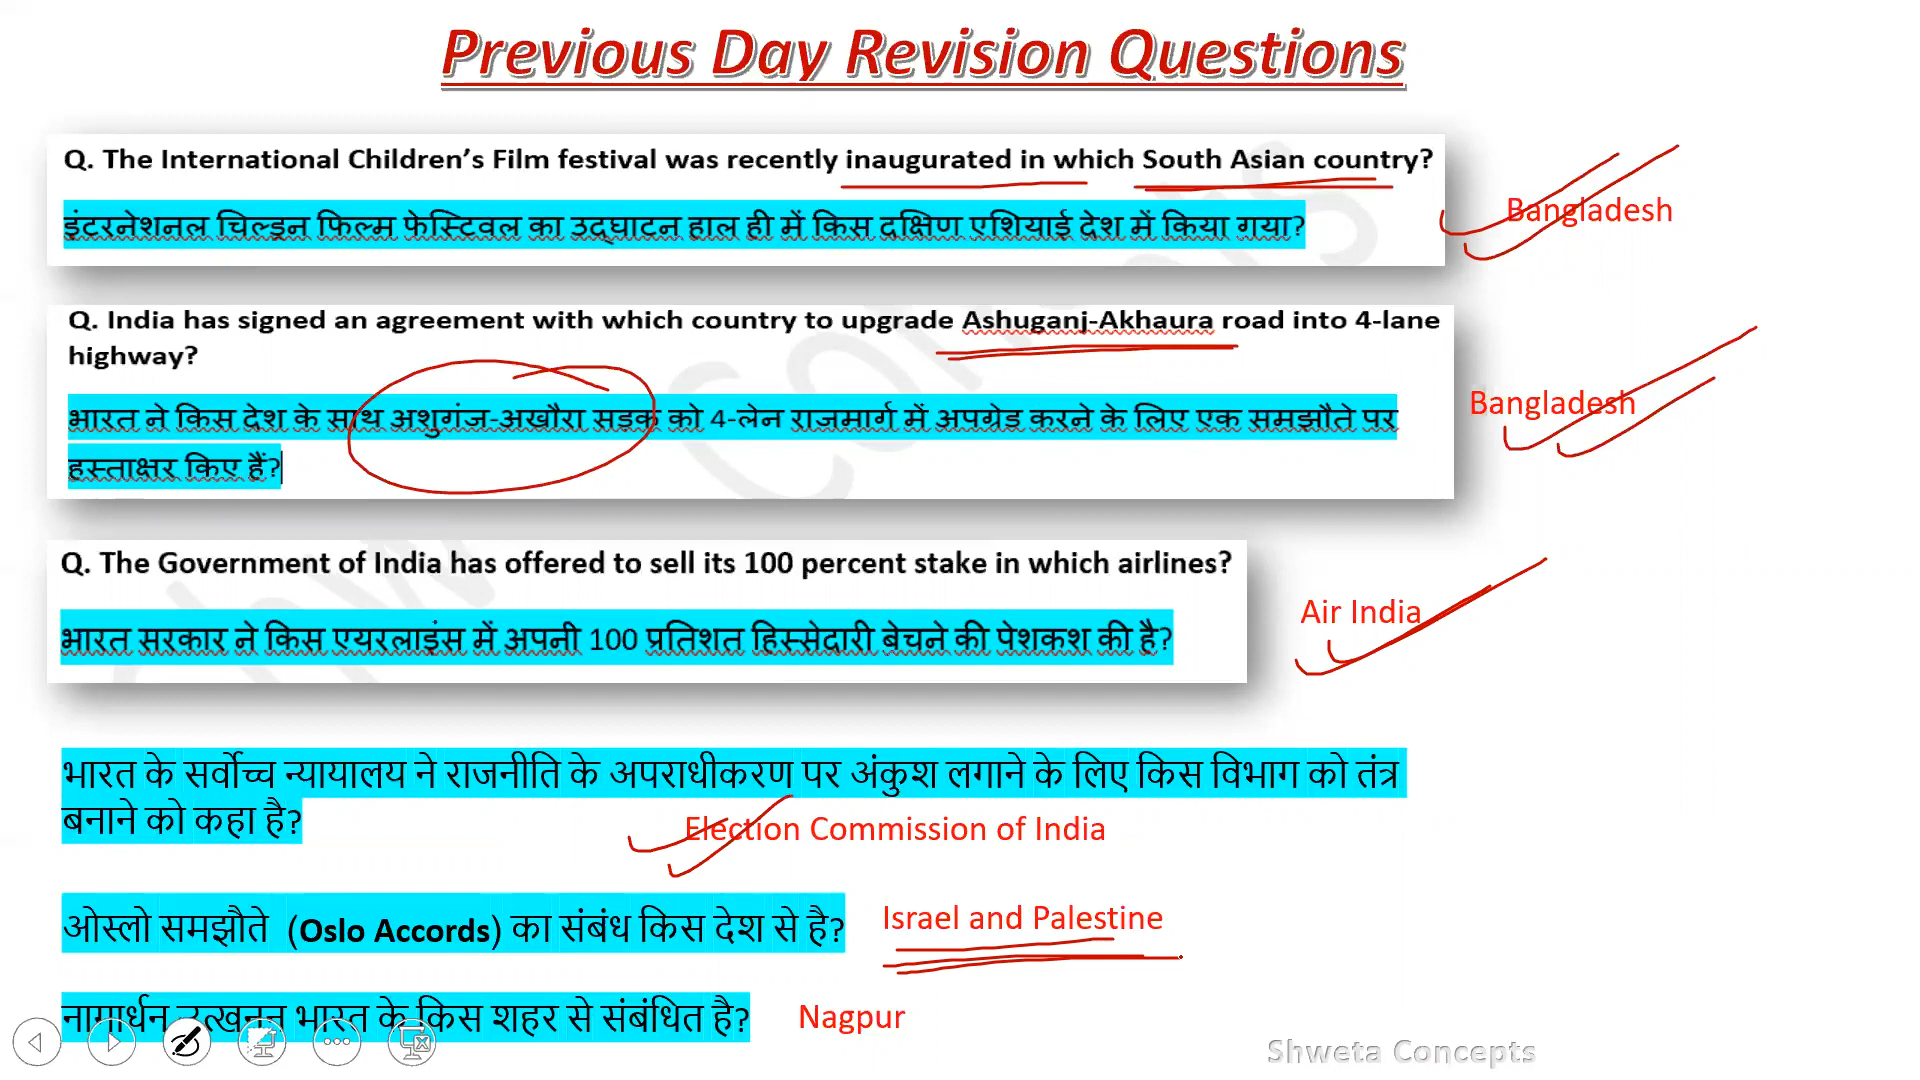 Previous Day Revision Questions
Q. The International Children's Film festival was recently inaugurated in which South Asian country?
इंटरनेशनल चिल्ड्रन फिल्म फेस्टिवल का उद्घाटन हाल ही में किस दक्षिण एशियाई देश में किया गया?
Bangladesh
Q. India has signed an agreement with which country to upgrade Ashuganj-Akhaura road into 4-lane
highway?
भारत ने किस देश के साथ अशुगंज-अखौरा सड़क को 4-लेन राजमार्ग में अपग्रेड करने के लिए एक समझौते पर
हस्ताक्षर किए हैं?
Bangladesh
Q. The Government of India has offered to sell its 100 percent stake in which airlines?
भारत सरकार ने किस एयरलाइंस में अपनी 100 प्रतिशत हिस्सेदारी बेचने की पेशकश की है?
Air India
भारत के सर्वोच्च न्यायालय ने राजनीति के अपराधीकरण पर अंकुश लगाने के लिए किस विभाग को तंत्र
बनाने को कहा है?
Election Commission of India
ओस्लो समझौते (Oslo Accords) का संबंध किस देश से है?
Israel and Palestine
नागार्धन उत्खनन भारत के किस शहर से संबंधित है?
Nagpur
Shweta Concepts